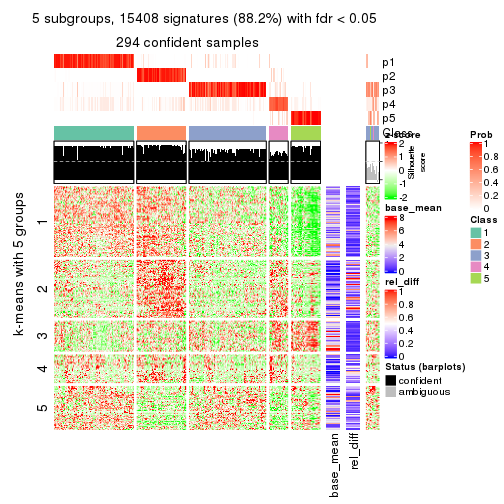 5 subgroups, 15408 signatures (88.2%) with fdr < 0.05
294 confident samples
p1
p2
p3
p4
p5
Class
Silhouette
score
k-means with 5 groups
1
2
3
4
5
base_mean
rel_diff
z-score
2
1
0
-1
-2
base_mean
8
6
4
2
0
rel_diff
1
0.8
0.6
0.4
0.2
0
Status (barplots)
confident
ambiguous
Prob
1
0.8
0.6
0.4
0.2
0
Class
1
2
3
4
5